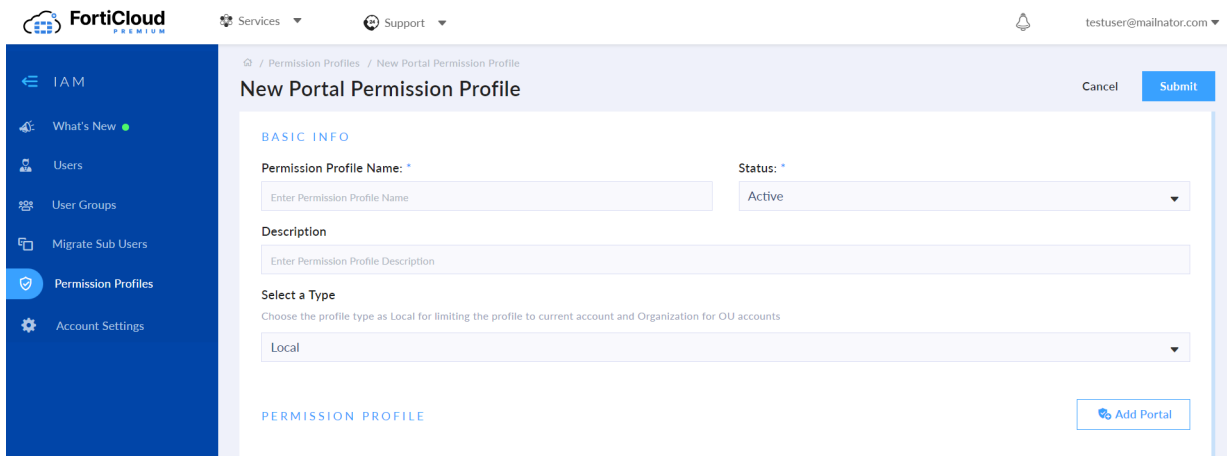 FortiCloud
PREMIUM
Services
24
Support
testuser@mailnator.com
IAM
What's New
Users
User Groups
Migrate Sub Users
Permission Profiles
Account Settings
/ Permission Profiles / New Portal Permission Profile
New Portal Permission Profile
Cancel
Submit
BASIC INFO
Permission Profile Name: *
Status: *
Enter Permission Profile Name
Active
Description
Enter Permission Profile Description
Select a Type
Choose the profile type as Local for limiting the profile to current account and Organization for OU accounts
Local
PERMISSION PROFILE
Add Portal